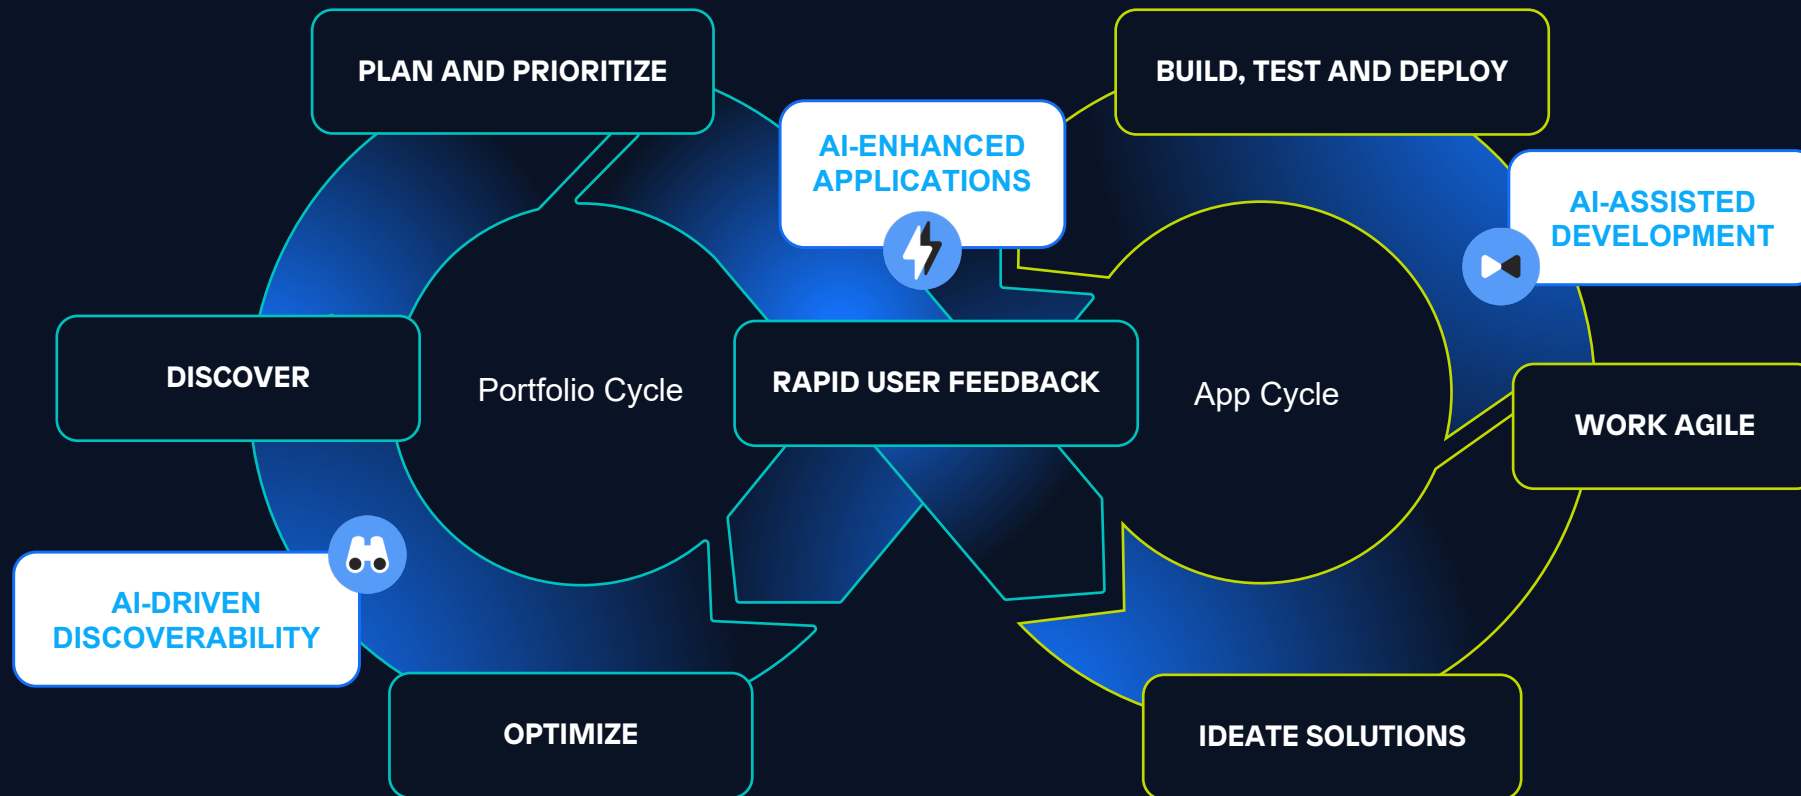 PLAN AND PRIORITIZE
BUILD, TEST AND DEPLOY
AI-ENHANCED
APPLICATIONS
AI-ASSISTED
DEVELOPMENT
DISCOVER
Portfolio Cycle
RAPID USER FEEDBACK
App Cycle
WORK AGILE
AI-DRIVEN
DISCOVERABILITY
OPTIMIZE
IDEATE SOLUTIONS